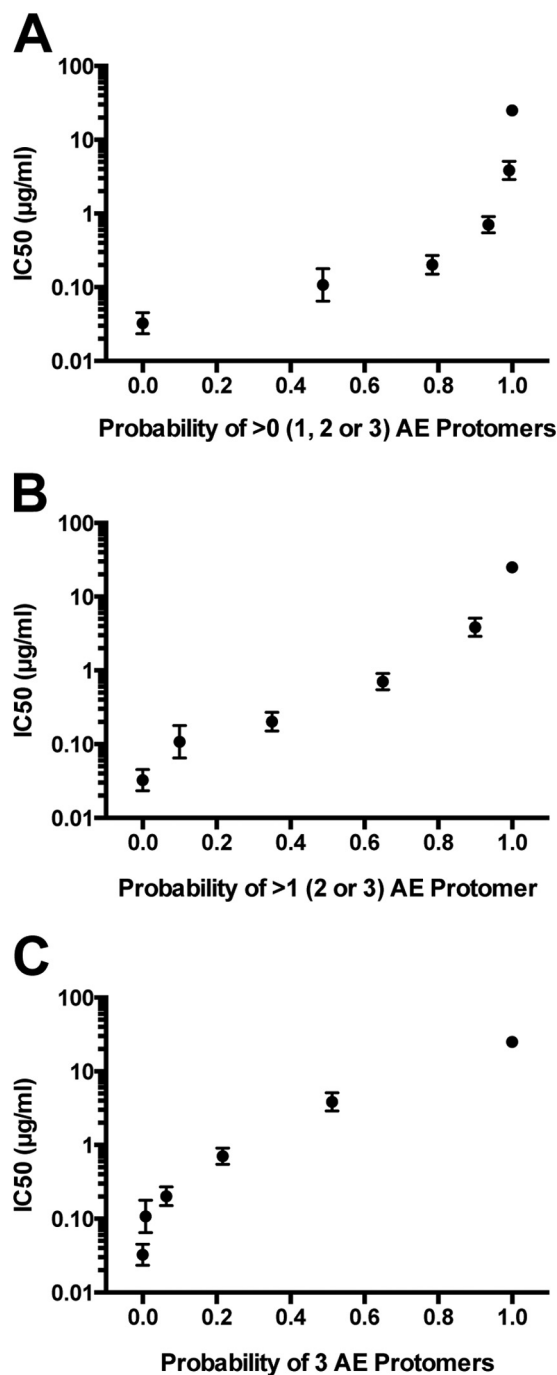 A
100
10
1
0.10
0.01
IC50 (µg/ml)
0.0 0.2 0.4 0.6 0.8 1.0
Probability of >0 (1, 2 or 3) AE Protomers
B
100
10
1
0.10
0.01
IC50 (µg/ml)
0.0 0.2 0.4 0.6 0.8 1.0
Probability of >1 (2 or 3) AE Protomer
C
100
10
1
0.10
0.01
IC50 (µg/ml)
0.0 0.2 0.4 0.6 0.8 1.0
Probability of 3 AE Protomers